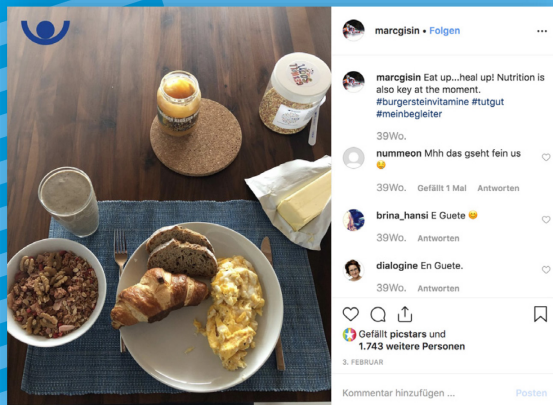 marcgisin • Folgen
marcgisin Eat up...heal up! Nutrition is
also key at the moment.
#burgersteinvitamine #tutgut
#meinbegleiter
39Wo.
nummeon Mhh das gseht fein us
39Wo. Gefällt 1 Mal Antworten
brina_hansi E Guete
39Wo. Antworten
dialogine En Guete.
39Wo. Antworten
Gefällt picstars und
1.743 weitere Personen
3. FEBRUAR
Kommentar hinzufügen ... Posten